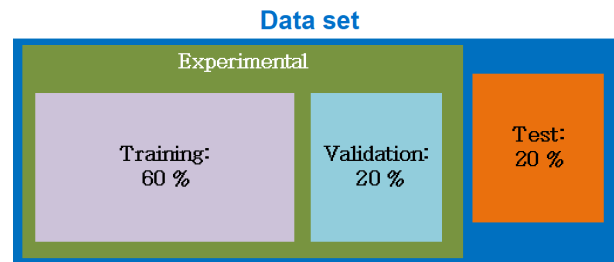 Data set
Experimental
Training:
60 %
Validation:
20 %
Test:
20 %